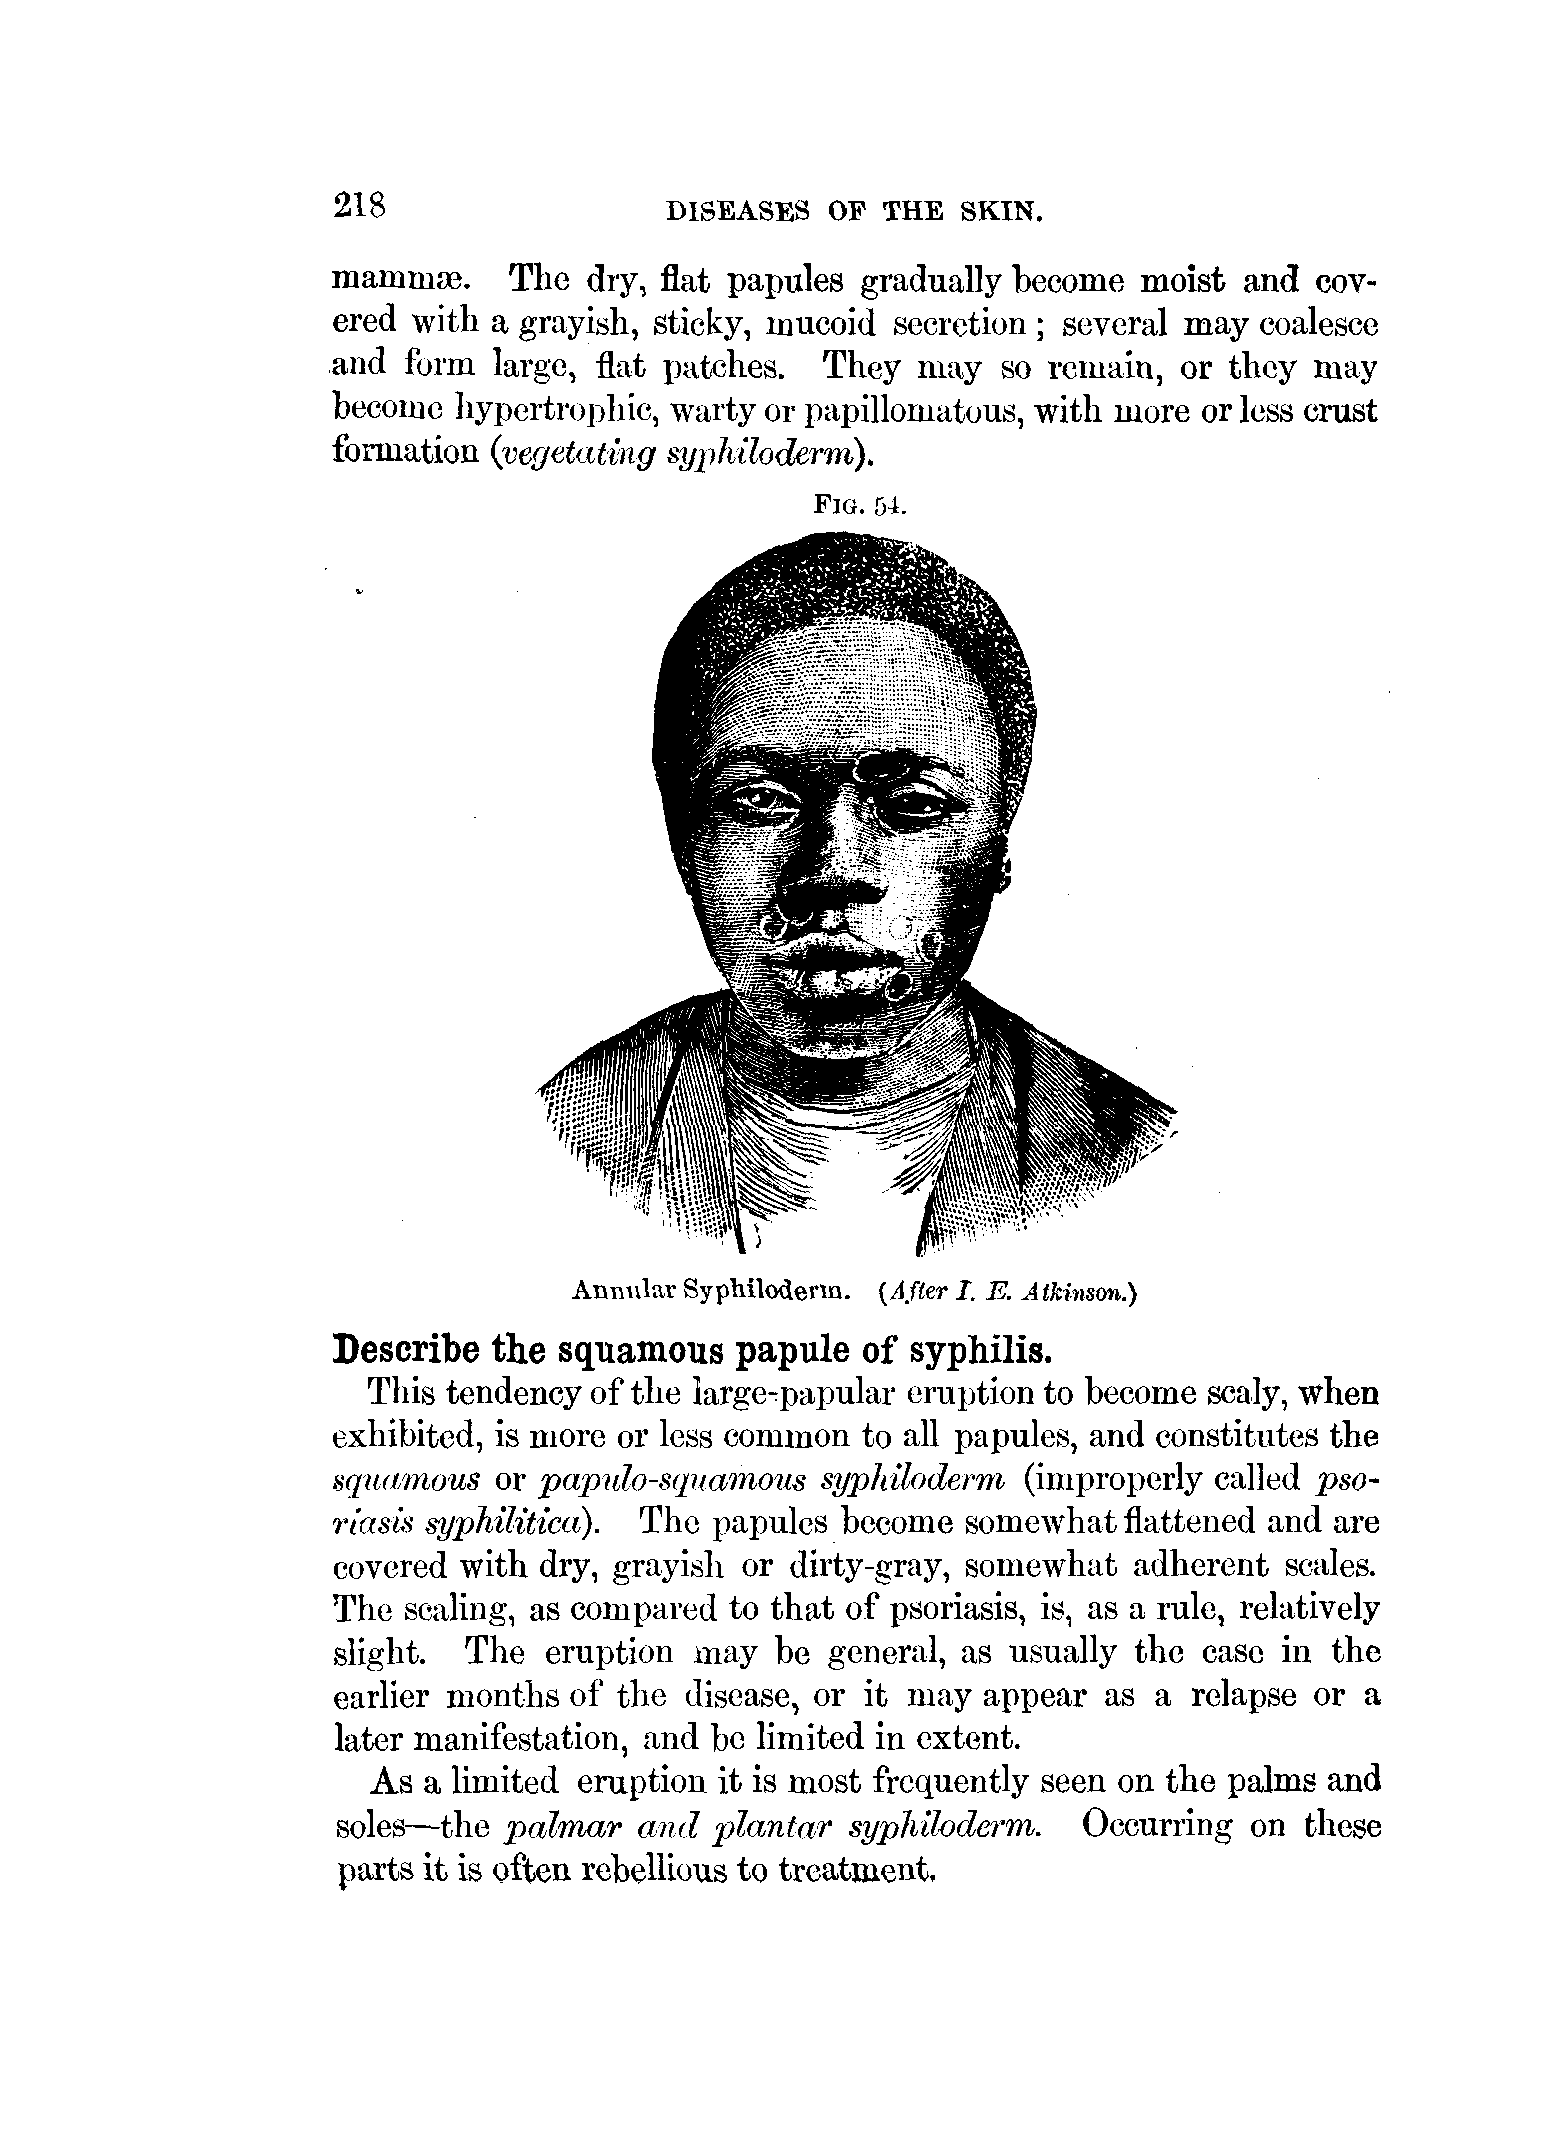 218 DISEASES OF THE SKIN.
mammæ. The dry, flat papules gradually become moist and cov-
ered with a grayish, sticky, mucoid secretion ; several may coalesce
and form large, flat patches. They may so remain, or they may
become hypertrophic, warty or papillomatous, with more or less crust
formation (vegetating syphiloderm).
FIG. 54.
Annular Syphiloderm. (After I. E. Atkinson.)
Describe the squamous papule of syphilis.
This tendency of the large-papular eruption to become scaly, when
exhibited, is more or less common to all papules, and constitutes the
squamous or papulo-squamous syphiloderm (improperly called pso-
riasis syphilitica). The papules become somewhat flattened and are
covered with dry, grayish or dirty-gray, somewhat adherent scales.
The scaling, as compared to that of psoriasis, is, as a rule, relatively
slight. The eruption may be general, as usually the case in the
earlier months of the disease, or it may appear as a relapse or a
later manifestation, and be limited in extent.
As a limited eruption it is most frequently seen on the palms and
soles—the palmar and plantar syphiloderm. Occurring on these
parts it is often rebellious to treatment.